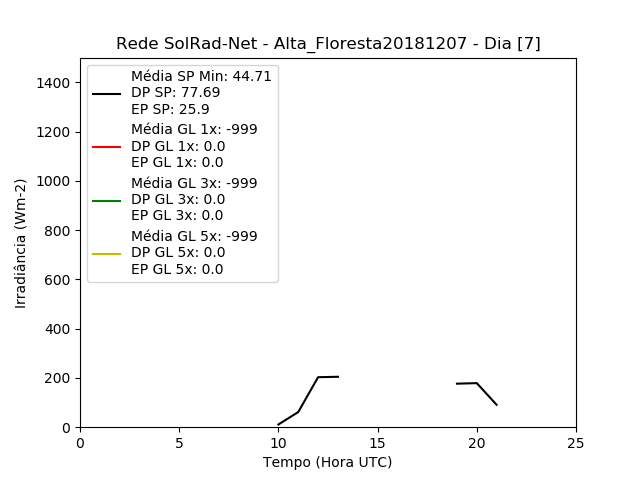 Rede SolRad-Net - Alta_Floresta20181207 - Dia [7]
Média SP Min: 44.71
DP SP: 77.69
EP SP: 25.9
Média GL 1x: -999
DP GL 1x: 0.0
EP GL 1x: 0.0
Média GL 3x: -999
DP GL 3x: 0.0
EP GL 3x: 0.0
Média GL 5x: -999
DP GL 5x: 0.0
EP GL 5x: 0.0
1400
1200
1000
800
600
400
200
0
Irradiância (Wm-2)
0 5 10 15 20 25
Tempo (Hora UTC)